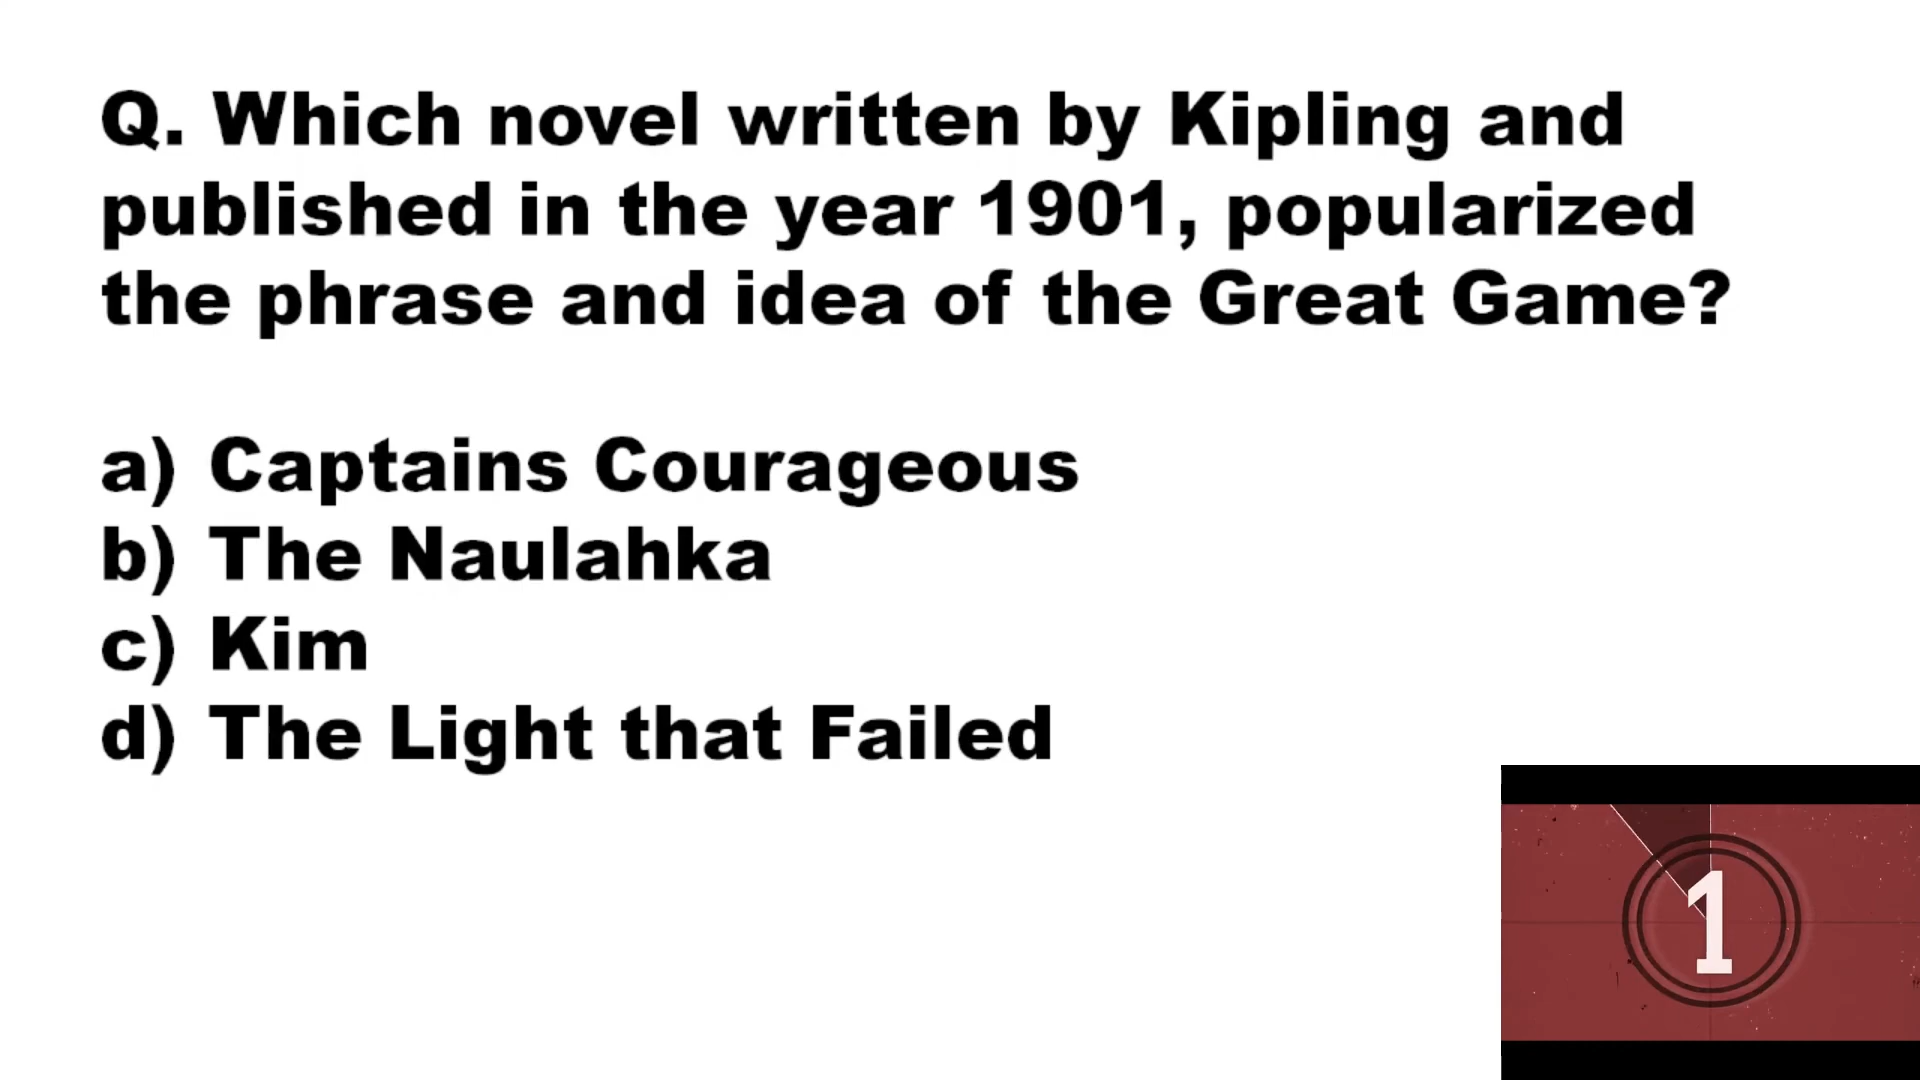 Q. Which novel written by Kipling and
published in the year 1901, popularized
the phrase and idea of the Great Game?
a) Captains Courageous
b) The Naulahka
c) Kim
d) The Light that Failed
1